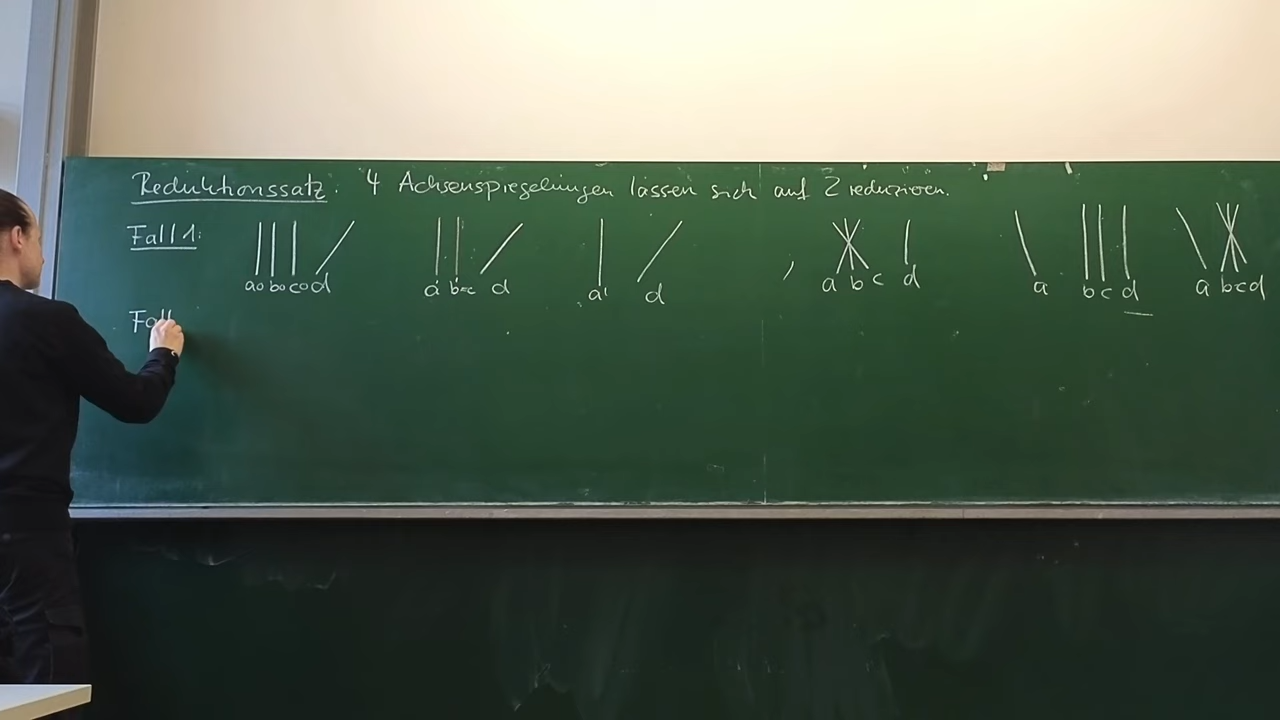 Reduktionssatz: 4 Achsenspiegelungen lassen sich auf 2 reduzieren.
Fall 1: a∘b∘c∘d a' b'=c d a' d , a b c d a b c d a b c d
Fall